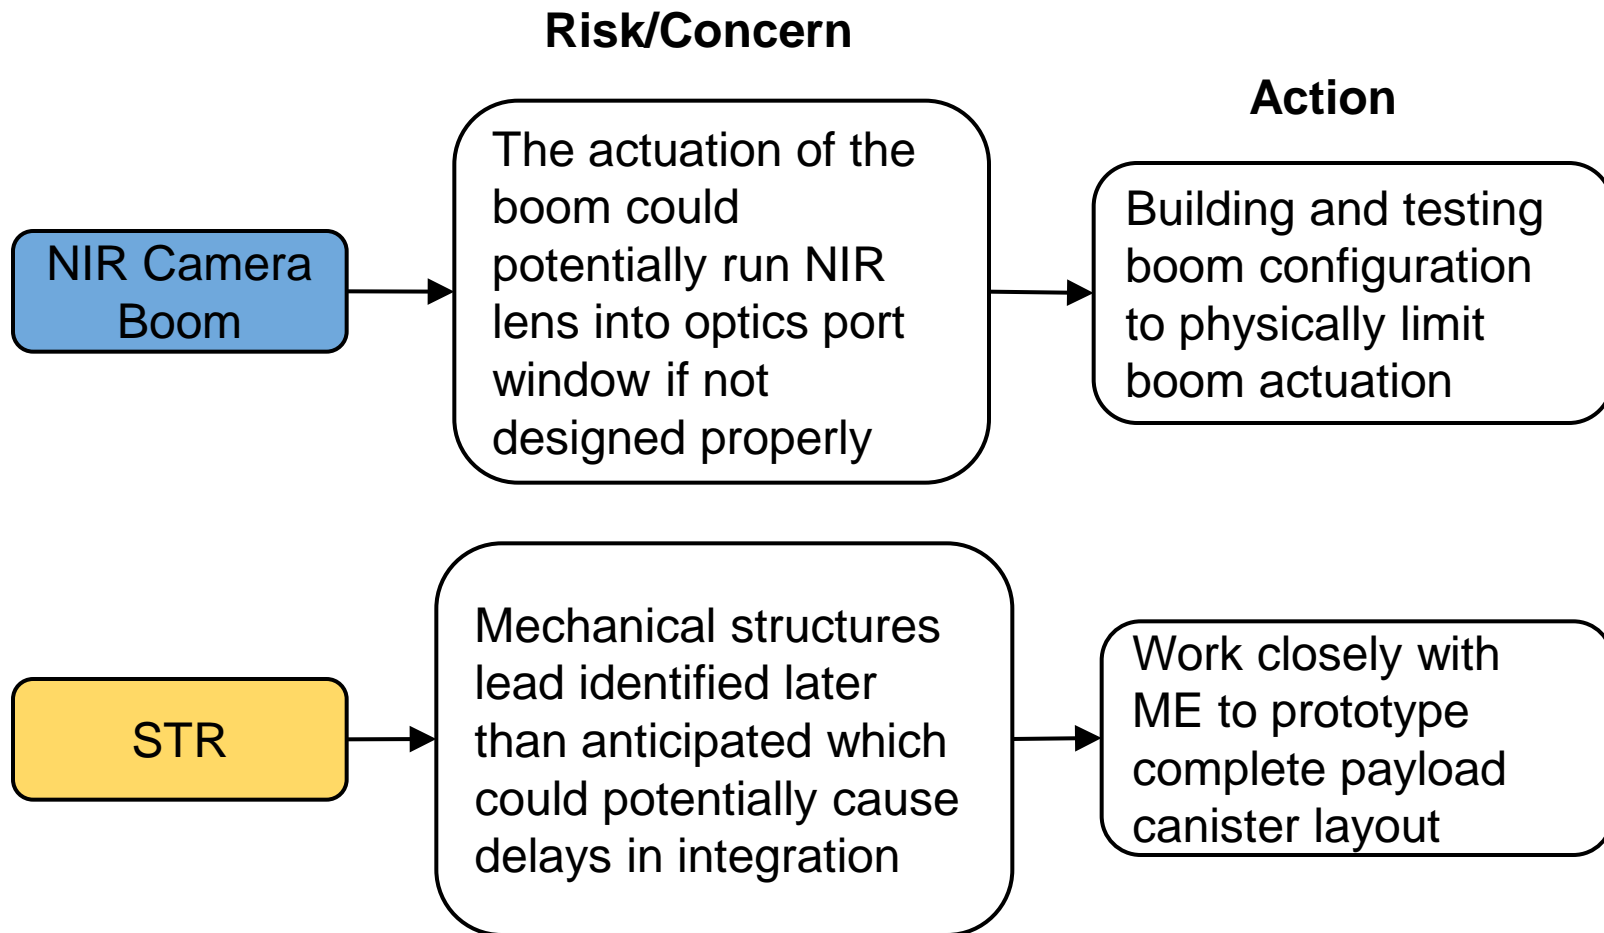 Risk/Concern
Action
NIR Camera
Boom
The actuation of the
boom could
potentially run NIR
lens into optics port
window if not
designed properly
Building and testing
boom configuration
to physically limit
boom actuation
STR
Mechanical structures
lead identified later
than anticipated which
could potentially cause
delays in integration
Work closely with
ME to prototype
complete payload
canister layout